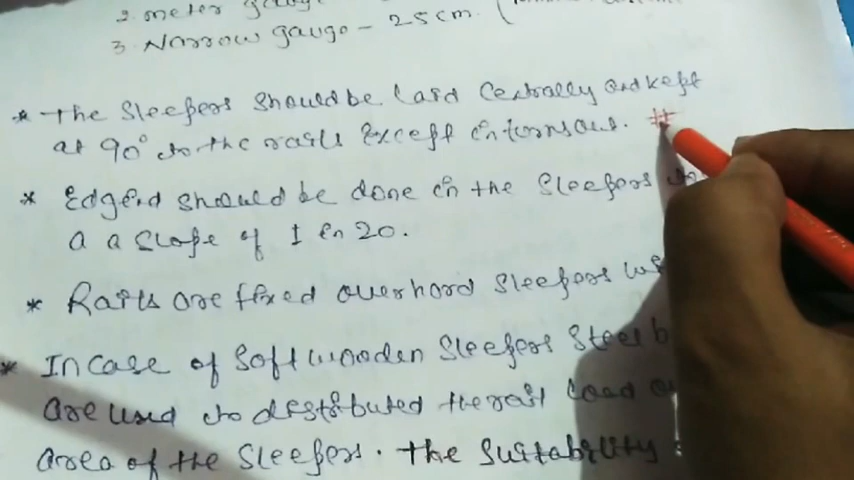 2. meter gauge
3. Narrow gauge - 25cm. (
* The Sleepers should be laid Centrally and kept
at 90° to the rails Except in turnsout. #
* Edgend should be done in the Sleepers to
a a slope of 1 in 20.
* Rails are fixed over hard sleepers
* In case of Soft wooden Sleepers Steel b
are used to distributed the rail load
area of the sleepers. The suitability